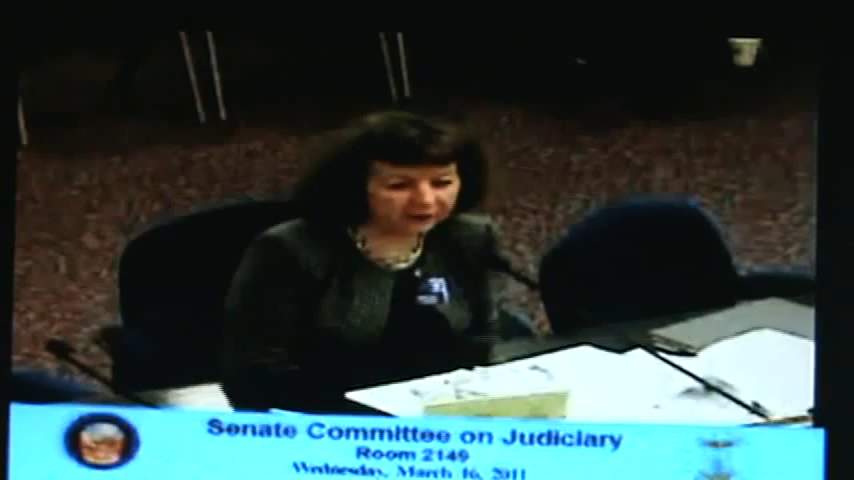 Senate Committee on Judiciary
Room 2149
Wednesday, March 16, 2011